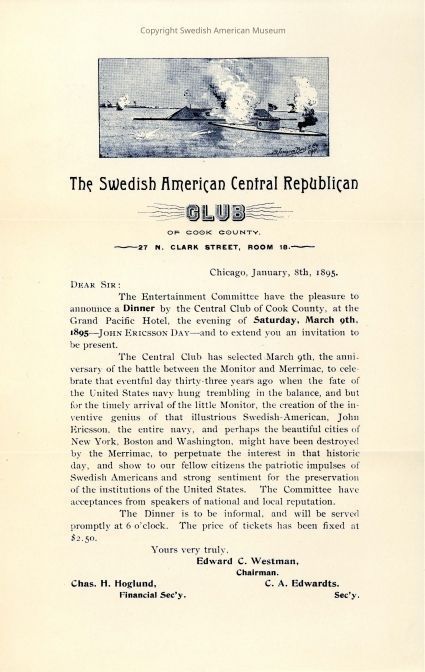 Copyright Swedish American Museum
The Swedish American Central Republican
CLUB
OF COOK COUNTY.
27 N. CLARK STREET, ROOM 18.
Chicago, January, 8th, 1895.
DEAR SIR:
The Entertainment Committee have the pleasure to
announce a Dinner by the Central Club of Cook County, at the
Grand Pacific Hotel, the evening of Saturday, March 9th,
1895—JOHN ERICSSON DAY—and to extend you an invitation to
be present.
The Central Club has selected March 9th, the anni-
versary of the battle between the Monitor and Merrimac, to cele-
brate that eventful day thirty-three years ago when the fate of
the United States navy hung trembling in the balance, and but
for the timely arrival of the little Monitor, the creation of the in-
ventive genius of that illustrious Swedish-American, John
Ericsson, the entire navy, and perhaps the beautiful cities of
New York, Boston and Washington, might have been destroyed
by the Merrimac, to perpetuate the interest in that historic
day, and show to our fellow citizens the patriotic impulses of
Swedish Americans and strong sentiment for the preservation
of the institutions of the United States. The Committee have
acceptances from speakers of national and local reputation.
The Dinner is to be informal, and will be served
promptly at 6 o'clock. The price of tickets has been fixed at
$2.50.
Yours very truly,
Edward C. Westman,
Chairman.
Chas. H. Hoglund, C. A. Edwardts.
Financial Sec'y. Sec'y.